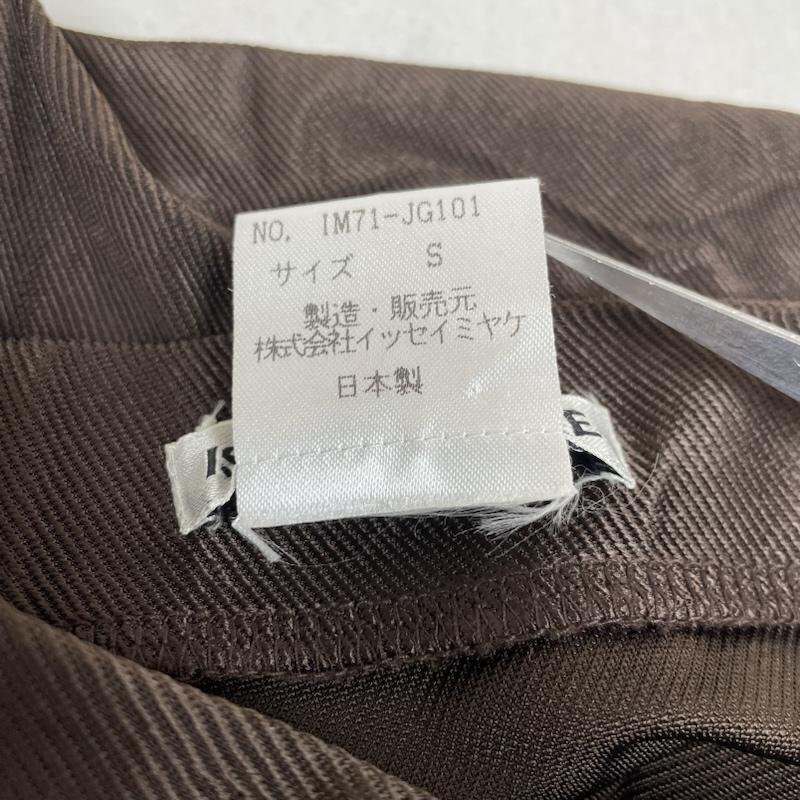 NO. IM71-JG101
サイズ S
製造・販売元
株式会社イッセイミヤケ
日本製
IS
E